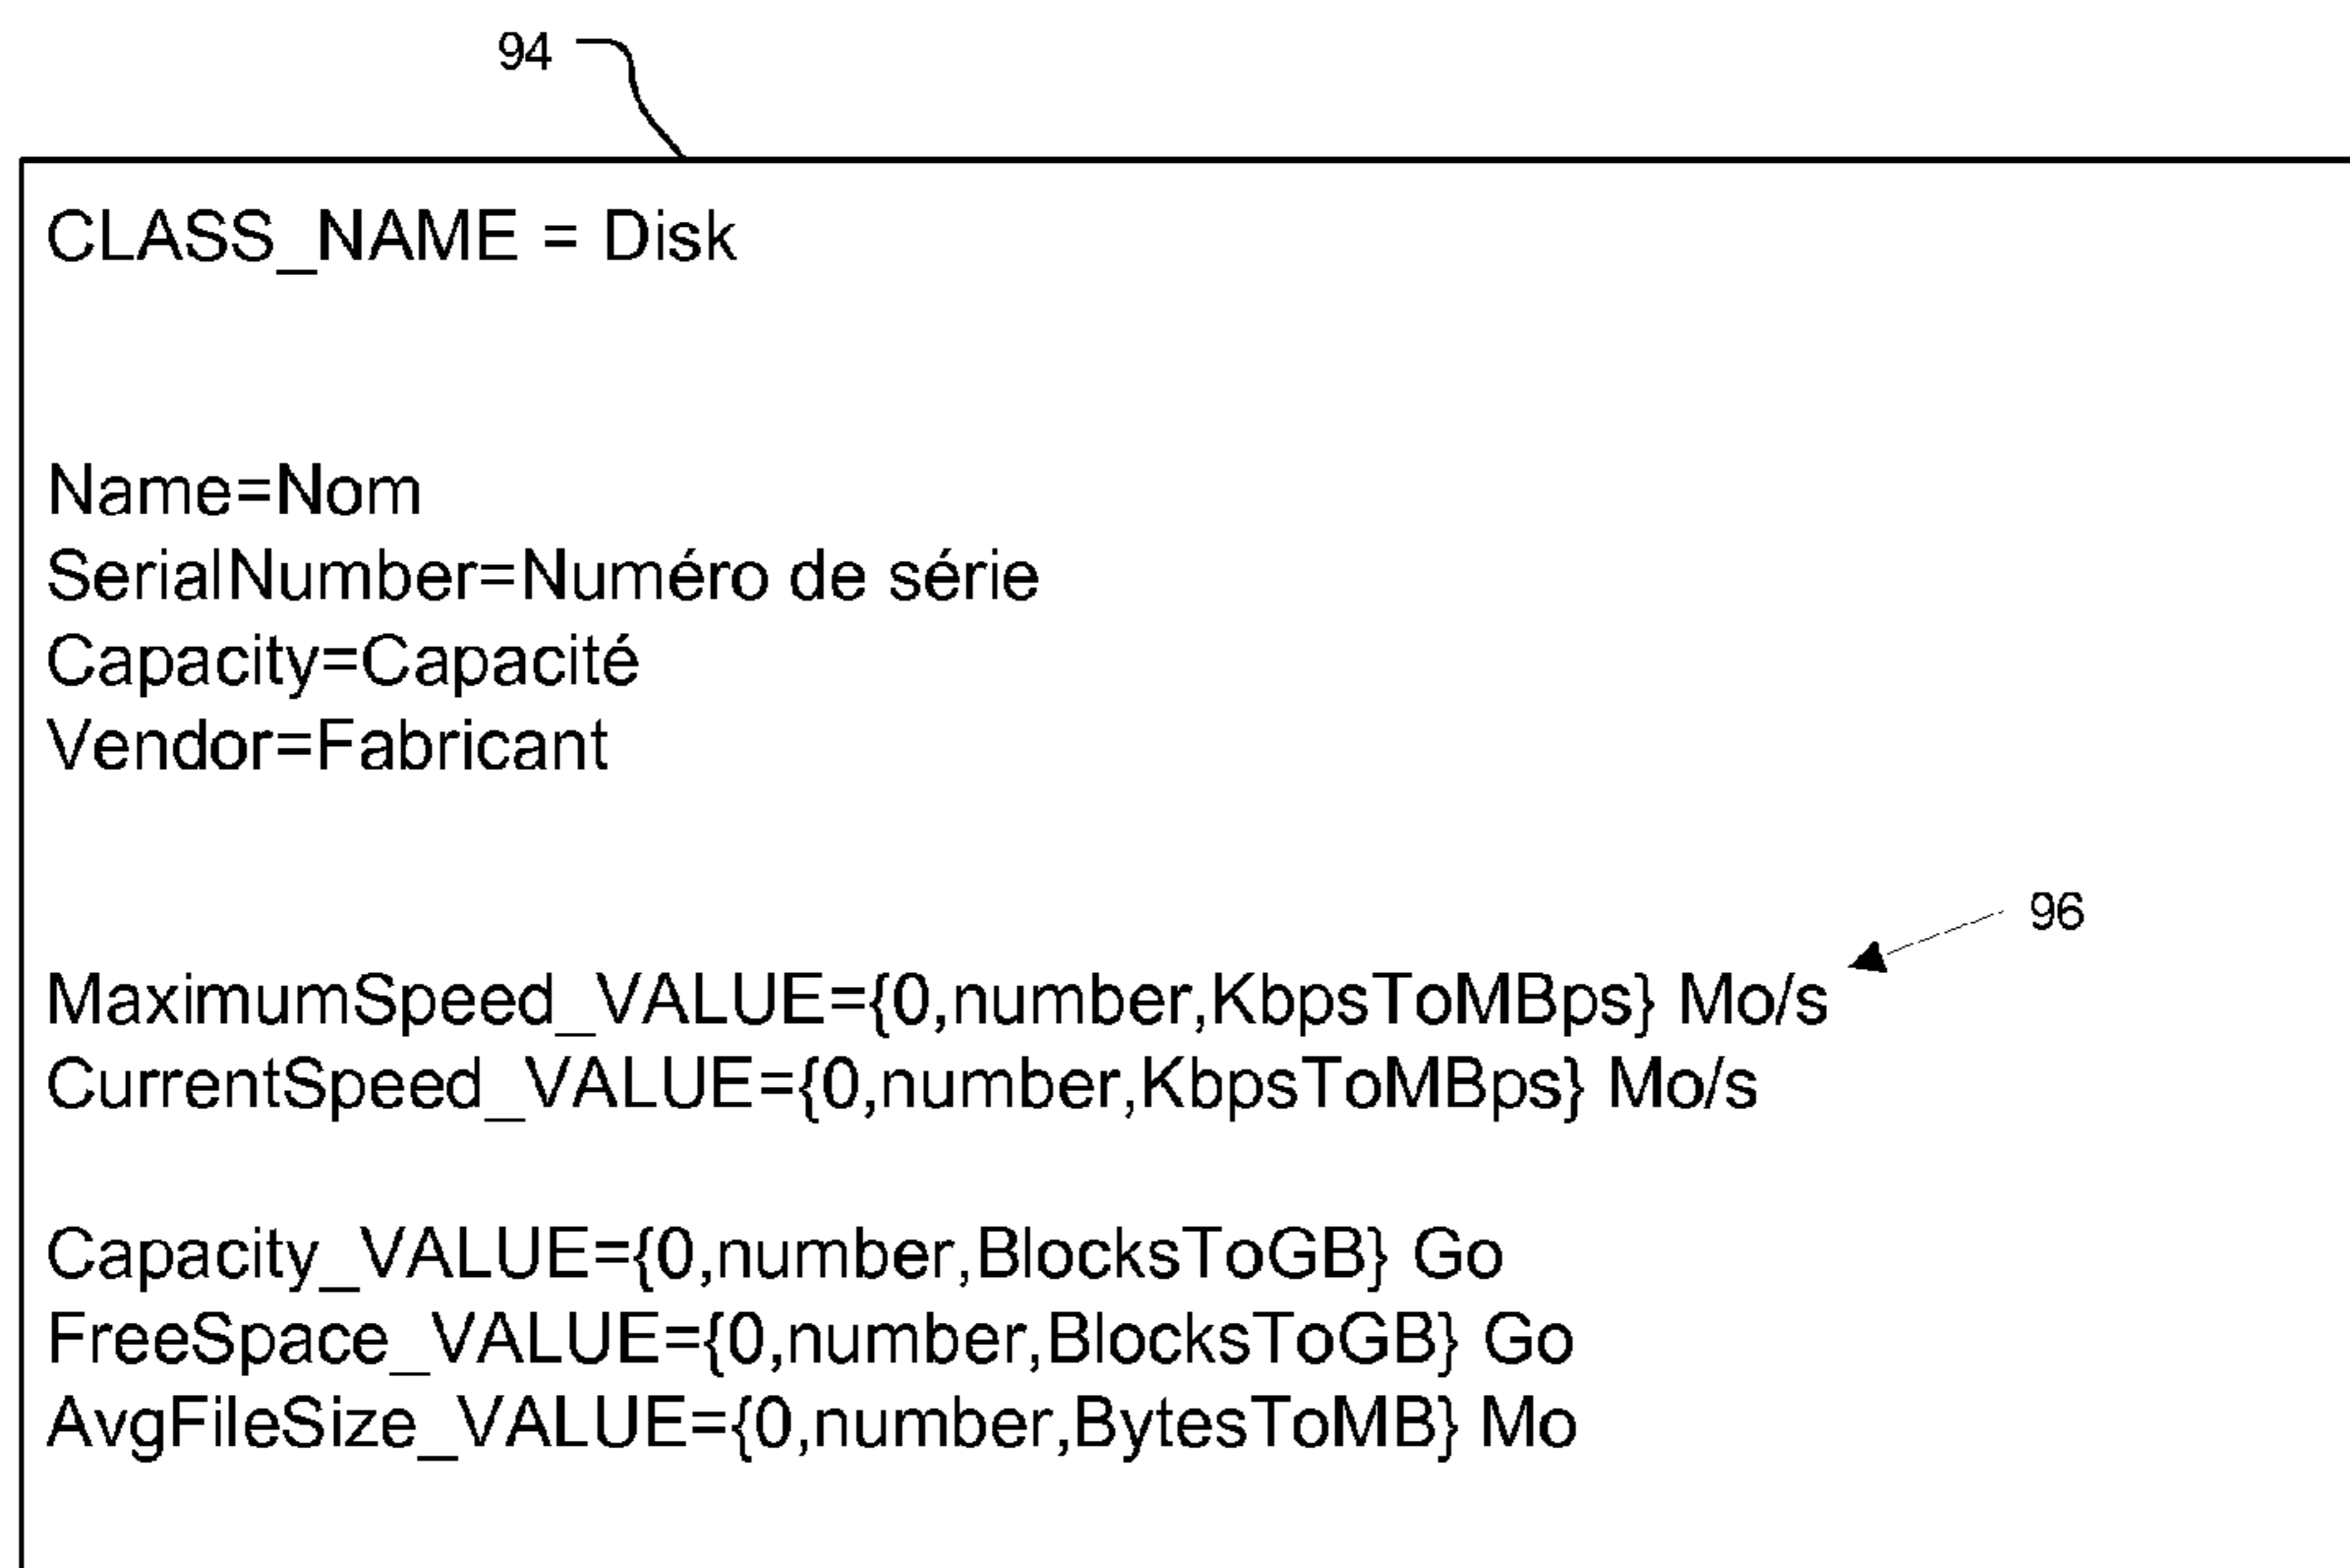 94
CLASS_NAME = Disk
Name=Nom
SerialNumber=Numéro de série
Capacity=Capacité
Vendor=Fabricant
96
MaximumSpeed_VALUE={0,number,KbpsToMBps} Mo/s
CurrentSpeed_VALUE={0,number,KbpsToMBps} Mo/s
Capacity_VALUE={0,number,BlocksToGB} Go
FreeSpace_VALUE={0,number,BlocksToGB} Go
AvgFileSize_VALUE={0,number,BytesToMB} Mo